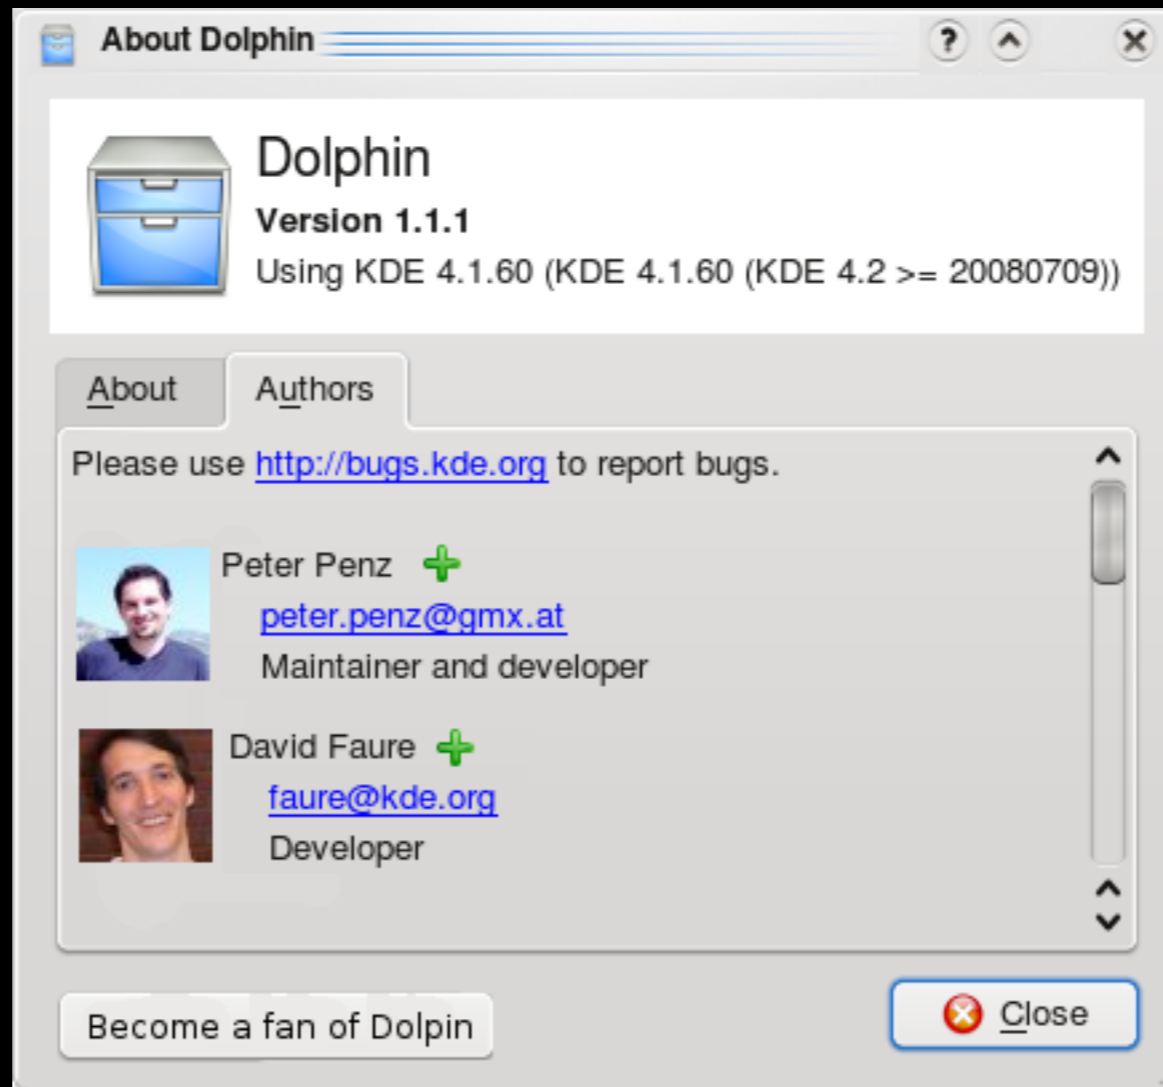 About Dolphin
?
Dolphin
Version 1.1.1
Using KDE 4.1.60 (KDE 4.1.60 (KDE 4.2 >= 20080709))
About
Authors
Please use http://bugs.kde.org to report bugs.
Peter Penz
peter.penz@gmx.at
Maintainer and developer
David Faure
faure@kde.org
Developer
Become a fan of Dolpin
Close